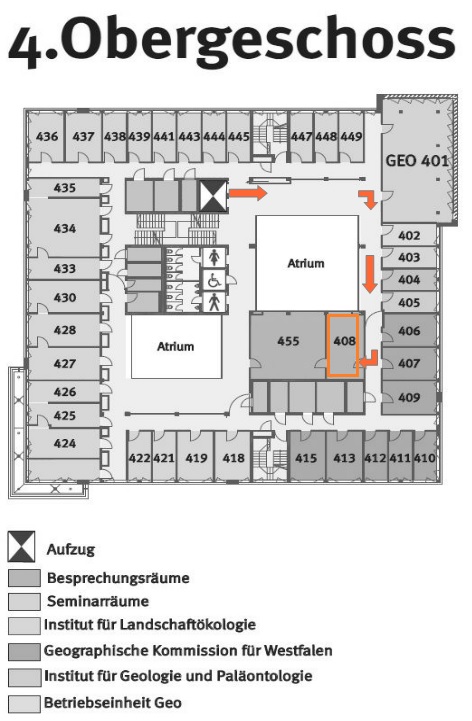 4.Obergeschoss
436 437 438 439 441 443 444 445 447 448 449
GEO 401
435
434
433
430
428
427
426
425
424
402
403
404
405
406
407
409
Atrium
Atrium
455 408
422 421 419 418 415 413 412 411 410
Aufzug
Besprechungsräume
Seminarräume
Institut für Landschaftökologie
Geographische Kommission für Westfalen
Institut für Geologie und Paläontologie
Betriebseinheit Geo